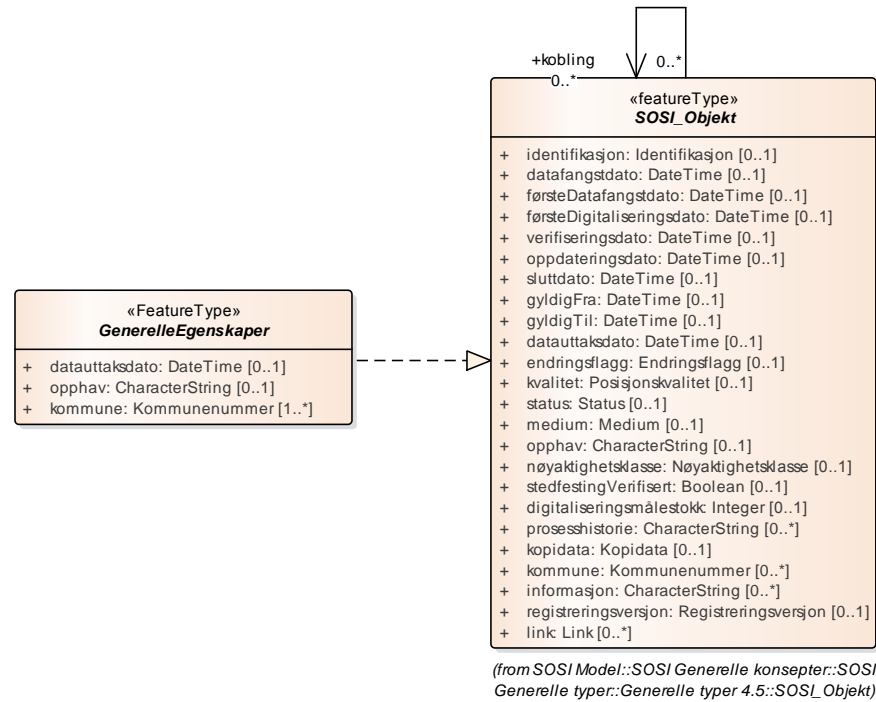 +kobling
0..*
0..*
«featureType»
SOSI_Objekt
+ identifikasjon: Identifikasjon [0..1]
+ datafangstdato: DateTime [0..1]
+ førsteDatafangstdato: DateTime [0..1]
+ førsteDigitaliseringsdato: DateTime [0..1]
+ verifiseringsdato: DateTime [0..1]
+ oppdateringsdato: DateTime [0..1]
+ sluttdato: DateTime [0..1]
+ gyldigFra: DateTime [0..1]
+ gyldigTil: DateTime [0..1]
+ datauttaksdato: DateTime [0..1]
+ endringsflagg: Endringsflagg [0..1]
+ kvalitet: Posisjonskvalitet [0..1]
+ status: Status [0..1]
+ medium: Medium [0..1]
+ opphav: CharacterString [0..1]
+ nøyaktighetsklasse: Nøyaktighetsklasse [0..1]
+ stedfestingVerifisert: Boolean [0..1]
+ digitaliseringsmålestokk: Integer [0..1]
+ prosesshistorie: CharacterString [0..*]
+ kopidata: Kopidata [0..1]
+ kommune: Kommunenummer [0..*]
+ informasjon: CharacterString [0..*]
+ registreringsversjon: Registreringsversjon [0..1]
+ link: Link [0..*]
(from SOSI Model::SOSI Generelle konsepter::SOSI
Generelle typer::Generelle typer 4.5::SOSI_Objekt)
«FeatureType»
GenerelleEgenskaper
+ datauttaksdato: DateTime [0..1]
+ opphav: CharacterString [0..1]
+ kommune: Kommunenummer [1..*]